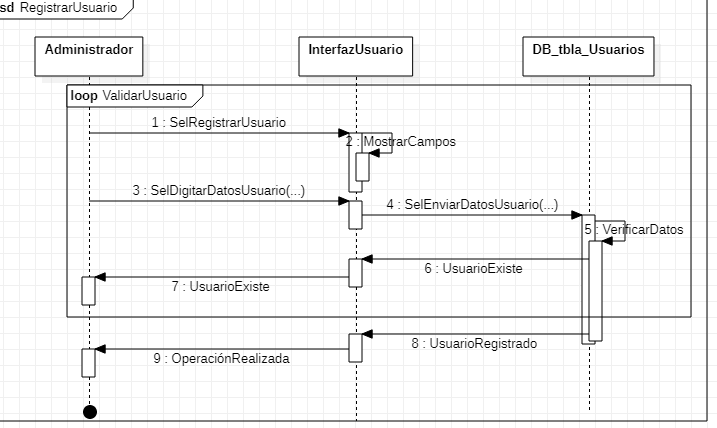 sd RegistrarUsuario
Administrador
InterfazUsuario
DB_tbla_Usuarios
loop ValidarUsuario
1 : SelRegistrarUsuario
2 : MostrarCampos
3 : SelDigitarDatosUsuario(...)
4 : SelEnviarDatosUsuario(...)
5 : VerificarDatos
6 : UsuarioExiste
7 : UsuarioExiste
8 : UsuarioRegistrado
9 : OperaciónRealizada